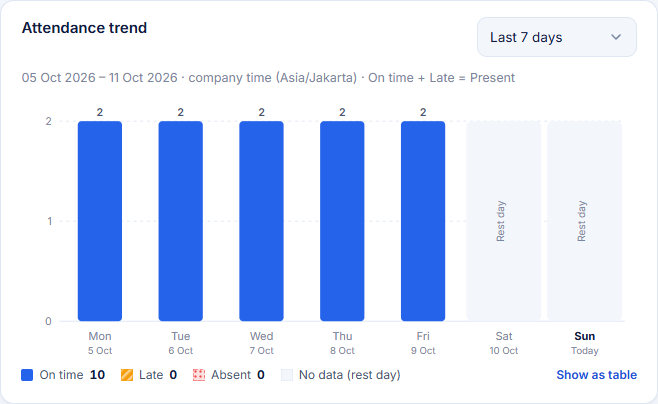 Attendance trend
Last 7 days
05 Oct 2026 – 11 Oct 2026 · company time (Asia/Jakarta) · On time + Late = Present
2 2 2 2 2
2
1
0
Rest day
Rest day
Mon Tue Wed Thu Fri Sat Sun
5 Oct 6 Oct 7 Oct 8 Oct 9 Oct 10 Oct Today
On time 10 Late 0 Absent 0 No data (rest day) Show as table